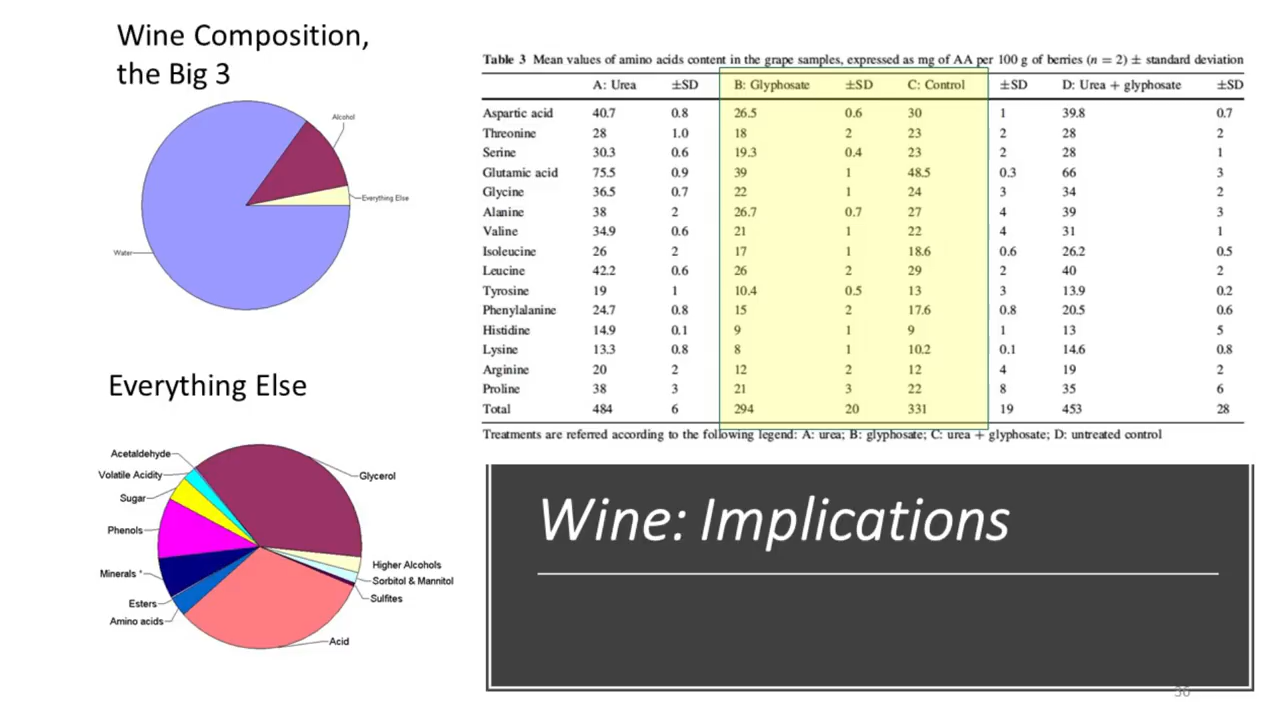 Wine Composition,
the Big 3
Alcohol
Everything Else
Water
Everything Else
Acetaldehyde
Volatile Acidity
Sugar
Phenols
Minerals *
Esters
Amino acids
Glycerol
Higher Alcohols
Sorbitol & Mannitol
Sulfites
Acid
Table 3 Mean values of amino acids content in the grape samples, expressed as mg of AA per 100 g of berries (n = 2) ± standard deviation
A: Urea ±SD B: Glyphosate ±SD C: Control ±SD D: Urea + glyphosate ±SD
Aspartic acid 40.7 0.8 26.5 0.6 30 1 39.8 0.7
Threonine 28 1.0 18 2 23 2 28 2
Serine 30.3 0.6 19.3 0.4 23 2 28 1
Glutamic acid 75.5 0.9 39 1 48.5 0.3 66 3
Glycine 36.5 0.7 22 1 24 3 34 2
Alanine 38 2 26.7 0.7 27 4 39 3
Valine 34.9 0.6 21 1 22 4 31 1
Isoleucine 26 2 17 1 18.6 0.6 26.2 0.5
Leucine 42.2 0.6 26 2 29 2 40 2
Tyrosine 19 1 10.4 0.5 13 3 13.9 0.2
Phenylalanine 24.7 0.8 15 2 17.6 0.8 20.5 0.6
Histidine 14.9 0.1 9 1 9 1 13 5
Lysine 13.3 0.8 8 1 10.2 0.1 14.6 0.8
Arginine 20 2 12 2 12 4 19 2
Proline 38 3 21 3 22 8 35 6
Total 484 6 294 20 331 19 453 28
Treatments are referred according to the following legend: A: urea; B: glyphosate; C: urea + glyphosate; D: untreated control
Wine: Implications